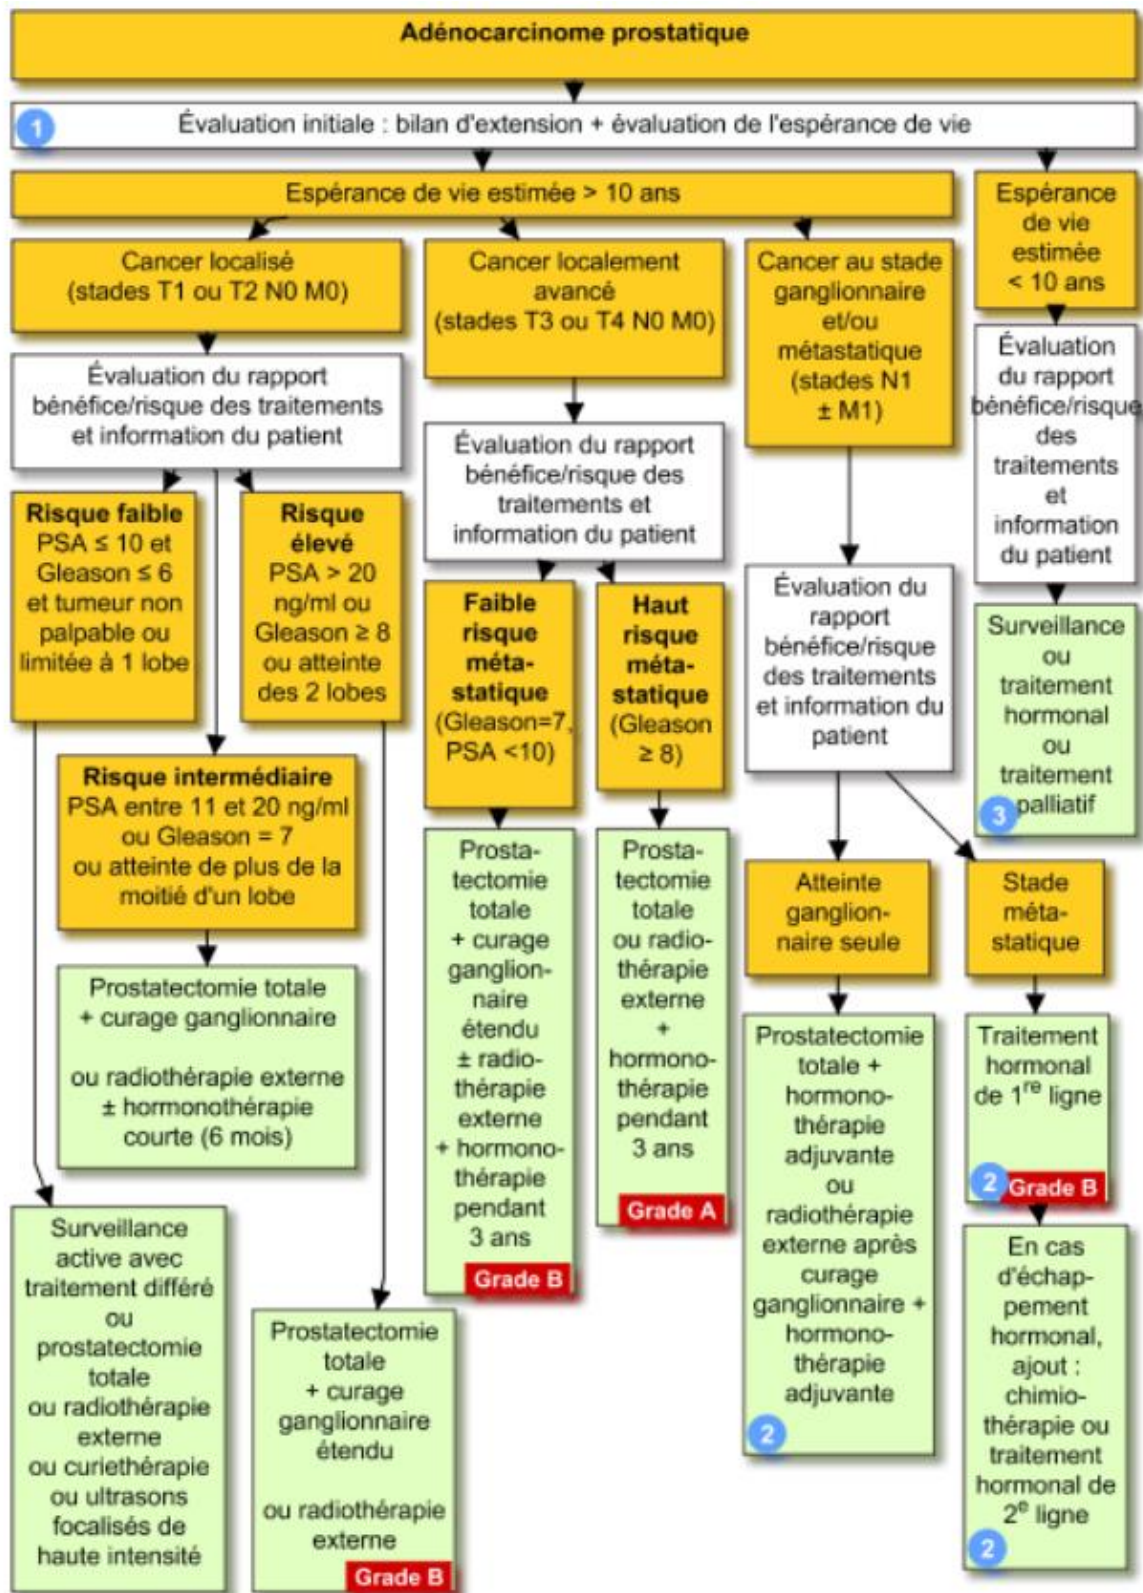 Adénocarcinome prostatique
1
Évaluation initiale : bilan d'extension + évaluation de l'espérance de vie
Espérance de vie estimée > 10 ans
Espérance
de vie
estimée
< 10 ans
Cancer localisé
(stades T1 ou T2 N0 M0)
Cancer localement
avancé
(stades T3 ou T4 N0 M0)
Cancer au stade
ganglionnaire
et/ou
métastatique
(stades N1
± M1)
Évaluation du rapport
bénéfice/risque des traitements
et information du patient
Évaluation du rapport
bénéfice/risque des
traitements et
information du patient
Évaluation
du rapport
bénéfice/risque
des
traitements
et
information
du patient
Risque faible
PSA ≤ 10 et
Gleason ≤ 6
et tumeur non
palpable ou
limitée à 1 lobe
Risque
élevé
PSA > 20
ng/ml ou
Gleason ≥ 8
ou atteinte
des 2 lobes
Faible
risque
méta-
statique
(Gleason=7,
PSA <10)
Haut
risque
méta-
statique
(Gleason
≥ 8)
Évaluation du
rapport
bénéfice/risque
des traitements
et information du
patient
Surveillance
ou
traitement
hormonal
ou
traitement
palliatif
3
Risque intermédiaire
PSA entre 11 et 20 ng/ml
ou Gleason = 7
ou atteinte de plus de la
moitié d'un lobe
Prostatectomie totale
+ curage ganglionnaire
ou radiothérapie externe
± hormonothérapie
courte (6 mois)
Prosta-
tectomie
totale
+ curage
ganglion-
naire
étendu
± radio-
thérapie
externe
+ hormono-
thérapie
pendant
3 ans
Grade B
Prosta-
tectomie
totale
ou radio-
thérapie
externe
+
hormono-
thérapie
pendant
3 ans
Grade A
Atteinte
ganglion-
naire seule
Stade
méta-
statique
Prostatectomie
totale +
hormono-
thérapie
adjuvante
ou
radiothérapie
externe après
curage
ganglionnaire +
hormono-
thérapie
adjuvante
2
Traitement
hormonal
de 1re ligne
2
Grade B
Surveillance
active avec
traitement différé
ou
prostatectomie
totale
ou radiothérapie
externe
ou curiethérapie
ou ultrasons
focalisés de
haute intensité
Prostatectomie
totale
+ curage
ganglionnaire
étendu
ou radiothérapie
externe
Grade B
En cas
d'échap-
pement
hormonal,
ajout :
chimio-
thérapie ou
traitement
hormonal de
2e ligne
2